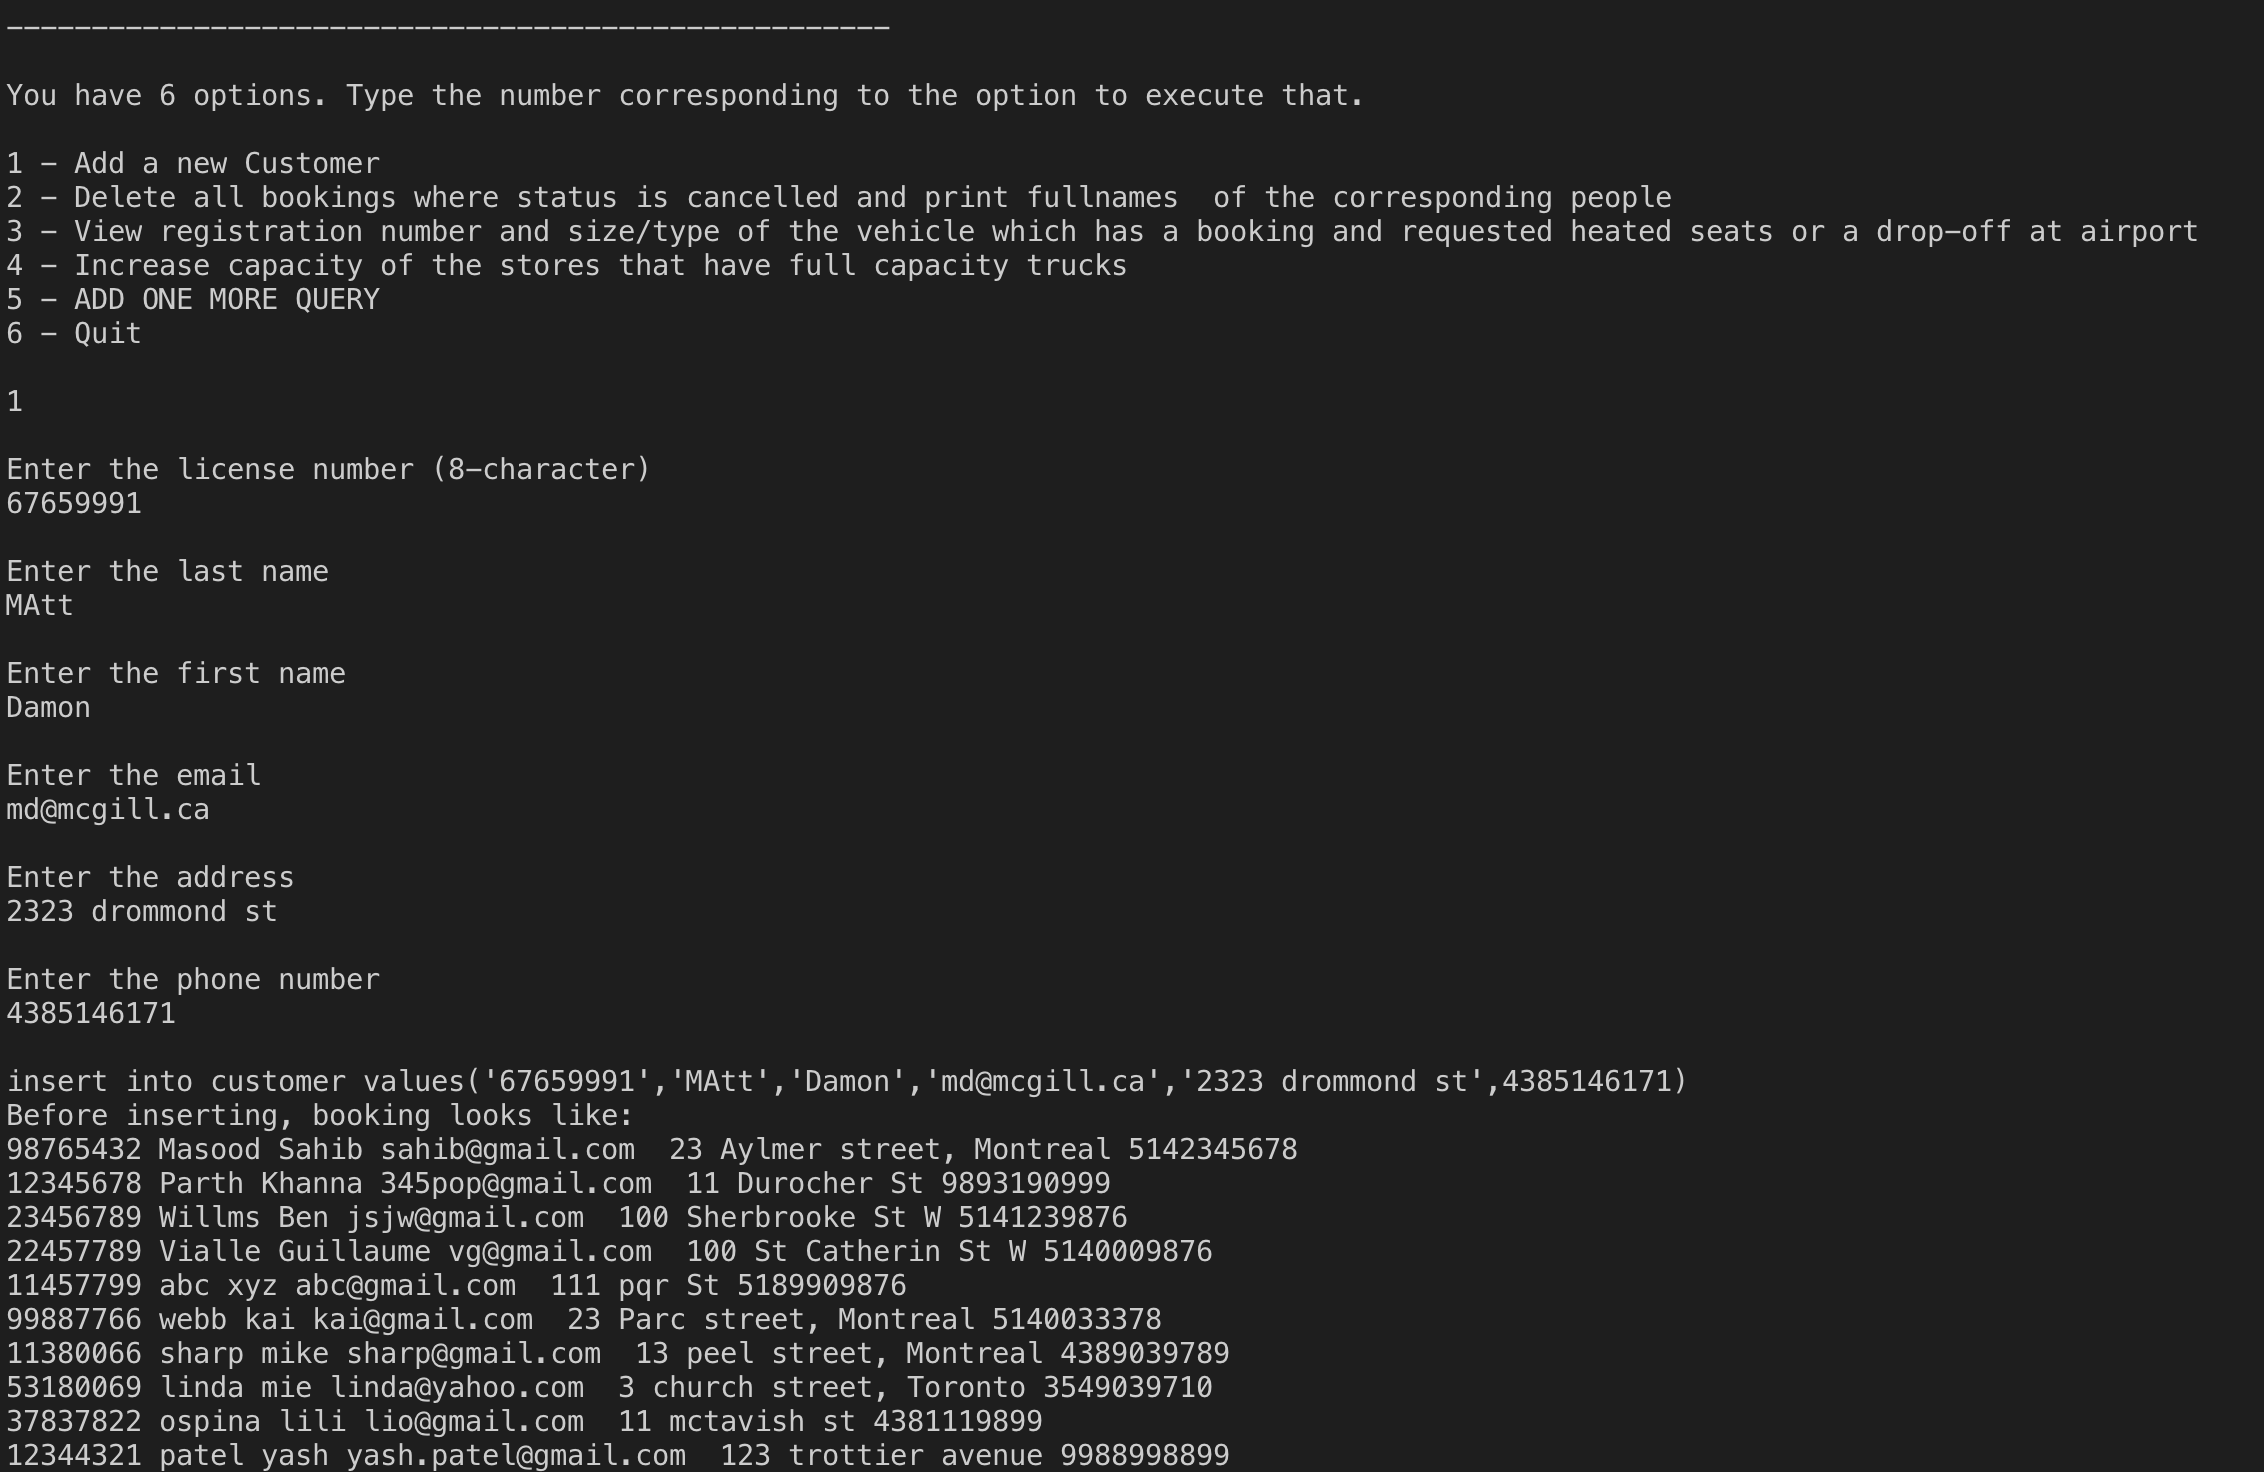 ----------------------------------------------------
You have 6 options. Type the number corresponding to the option to execute that.
1 - Add a new Customer
2 - Delete all bookings where status is cancelled and print fullnames  of the corresponding people
3 - View registration number and size/type of the vehicle which has a booking and requested heated seats or a drop-off at airport
4 - Increase capacity of the stores that have full capacity trucks
5 - ADD ONE MORE QUERY
6 - Quit
1
Enter the license number (8-character)
67659991
Enter the last name
MAtt
Enter the first name
Damon
Enter the email
md@mcgill.ca
Enter the address
2323 drommond st
Enter the phone number
4385146171
insert into customer values('67659991','MAtt','Damon','md@mcgill.ca','2323 drommond st',4385146171)
Before inserting, booking looks like:
98765432 Masood Sahib sahib@gmail.com  23 Aylmer street, Montreal 5142345678
12345678 Parth Khanna 345pop@gmail.com  11 Durocher St 9893190999
23456789 Willms Ben jsjw@gmail.com  100 Sherbrooke St W 5141239876
22457789 Vialle Guillaume vg@gmail.com  100 St Catherin St W 5140009876
11457799 abc xyz abc@gmail.com  111 pqr St 5189909876
99887766 webb kai kai@gmail.com  23 Parc street, Montreal 5140033378
11380066 sharp mike sharp@gmail.com  13 peel street, Montreal 4389039789
53180069 linda mie linda@yahoo.com  3 church street, Toronto 3549039710
37837822 ospina lili lio@gmail.com  11 mctavish st 4381119899
12344321 patel yash yash.patel@gmail.com  123 trottier avenue 9988998899